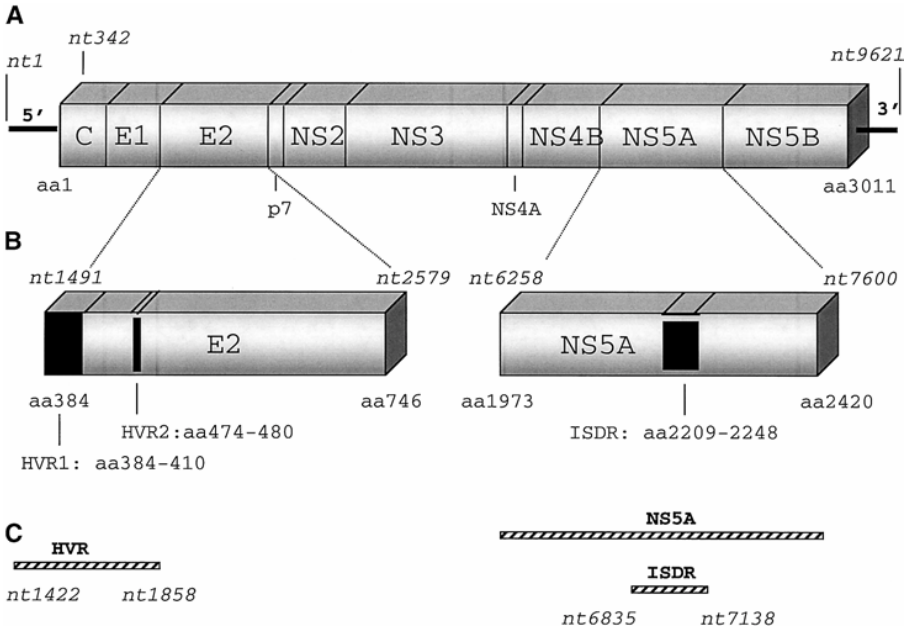 A
nt342
nt1 nt9621
5' 3'
C E1 E2 NS2 NS3 NS4B NS5A NS5B
aa1 aa3011
p7 NS4A
B
nt1491 nt2579 nt6258 nt7600
E2 NS5A
aa384 aa746 aa1973 aa2420
HVR2:aa474-480 ISDR: aa2209-2248
HVR1: aa384-410
C
NS5A
HVR
ISDR
nt1422 nt1858
nt6835 nt7138